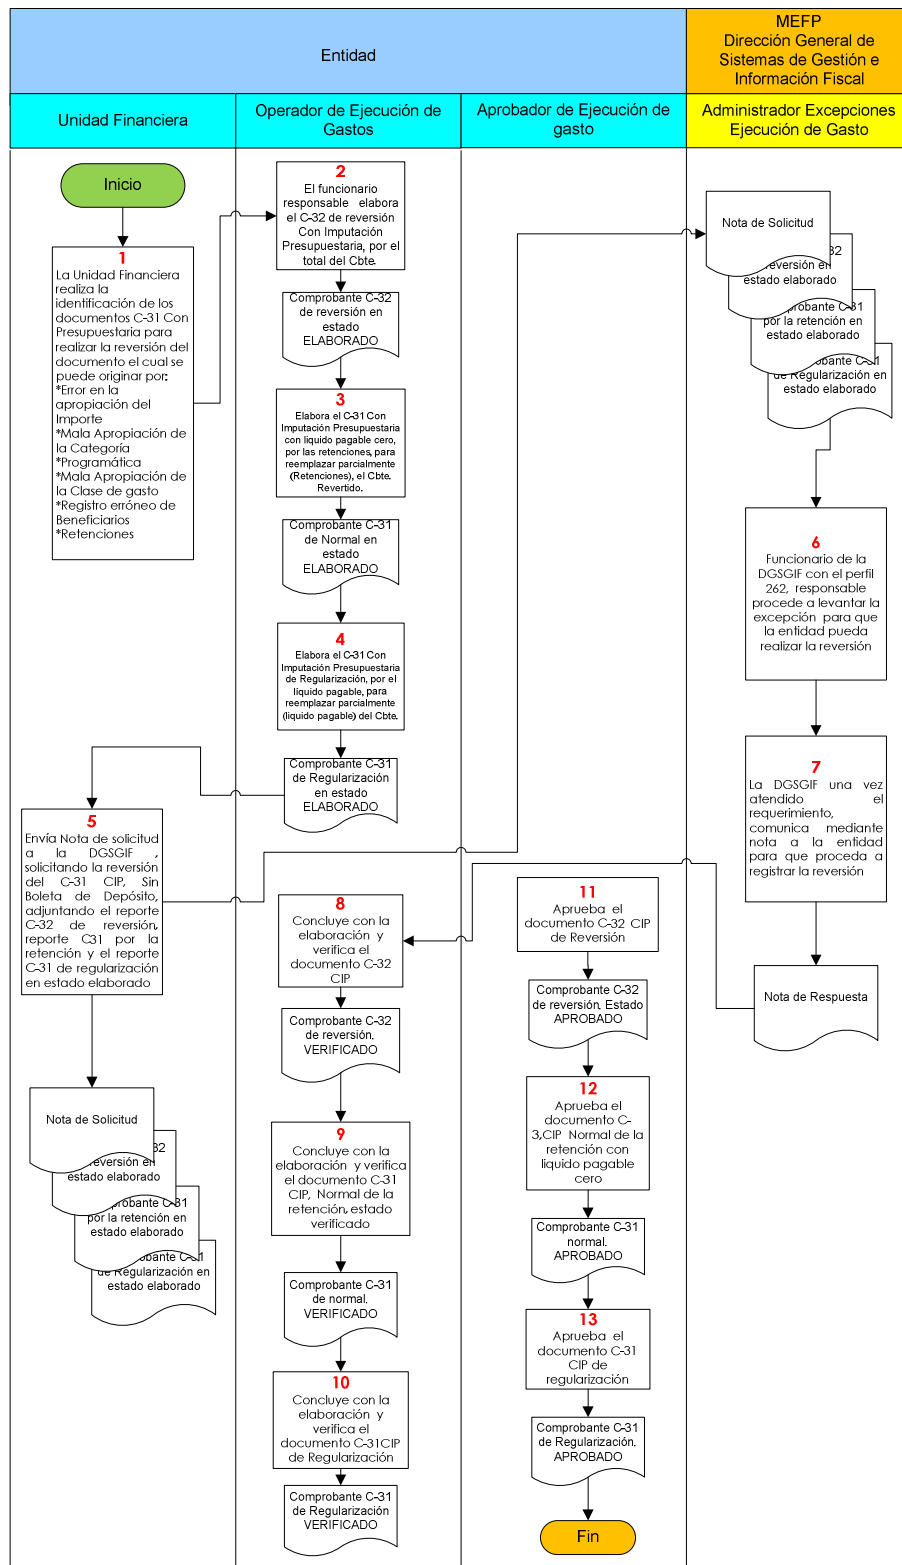 Entidad
MEFP
Dirección General de
Sistemas de Gestión e
Información Fiscal
Unidad Financiera
Operador de Ejecución de
Gastos
Aprobador de Ejecución de
gasto
Administrador Excepciones
Ejecución de Gasto
Inicio
1
La Unidad Financiera
realiza la
identificación de los
documentos C-31 Con
Presupuestaria para
realizar la reversión del
documento el cual se
puede originar por:
*Error en la
apropiación del
Importe
*Mala Apropiación de
la Categoría
*Programática
*Mala Apropiación de
la Clase de gasto
*Registro erróneo de
Beneficiarios
*Retenciones
2
El funcionario
responsable elabora
el C-32 de reversión
Con Imputación
Presupuestaria, por el
total del Cbte.
Comprobante C-32
de reversión en
estado
ELABORADO
3
Elabora el C-31 Con
Imputación Presupuestaria
con liquido pagable cero,
por las retenciones, para
reemplazar parcialmente
(Retenciones), el Cbte.
Revertido.
Comprobante C-31
de Normal en
estado
ELABORADO
4
Elabora el C-31 Con
Imputación Presupuestaria
de Regularización, por el
liquido pagable, para
reemplazar parcialmente
(liquido pagable) del Cbte.
Comprobante C-31
de Regularización
en estado
ELABORADO
5
Envía Nota de solicitud
a la DGSGIF ,
solicitando la reversión
del C-31 CIP, Sin
Boleta de Depósito,
adjuntando el reporte
C-32 de reversión,
reporte C31 por la
retención y el reporte
C-31 de regularización
en estado elaborado
Nota de Solicitud
32
reversión en
estado elaborado
probante C-31
por la retención en
estado elaborado
obante C-31
de Regularización en
estado elaborado
Nota de Solicitud
32
reversión en
estado elaborado
probante C-31
por la retención en
estado elaborado
probante C-31
de Regularización en
estado elaborado
6
Funcionario de la
DGSGIF con el perfil
262, responsable
procede a levantar la
excepción para que
la entidad pueda
realizar la reversión
7
La DGSGIF una vez
atendido el
requerimiento,
comunica mediante
nota a la entidad
para que proceda a
registrar la reversión
Nota de Respuesta
8
Concluye con la
elaboración y
verifica el
documento C-32
CIP
Comprobante C-32
de reversión.
VERIFICADO
9
Concluye con la
elaboración y verifica
el documento C-31
CIP, Normal de la
retención, estado
verificado
Comprobante C-31
de normal.
VERIFICADO
10
Concluye con la
elaboración y
verifica el
documento C-31CIP
de Regularización
Comprobante C-31
de Regularización
VERIFICADO
11
Aprueba el
documento C-32 CIP
de Reversión
Comprobante C-32
de reversión. Estado
APROBADO
12
Aprueba el
documento C-
3,CIP Normal de la
retención con
liquido pagable
cero
Comprobante C-31
normal.
APROBADO
13
Aprueba el
documento C-31
CIP de
regularización
Comprobante C-31
de Regularización.
APROBADO
Fin